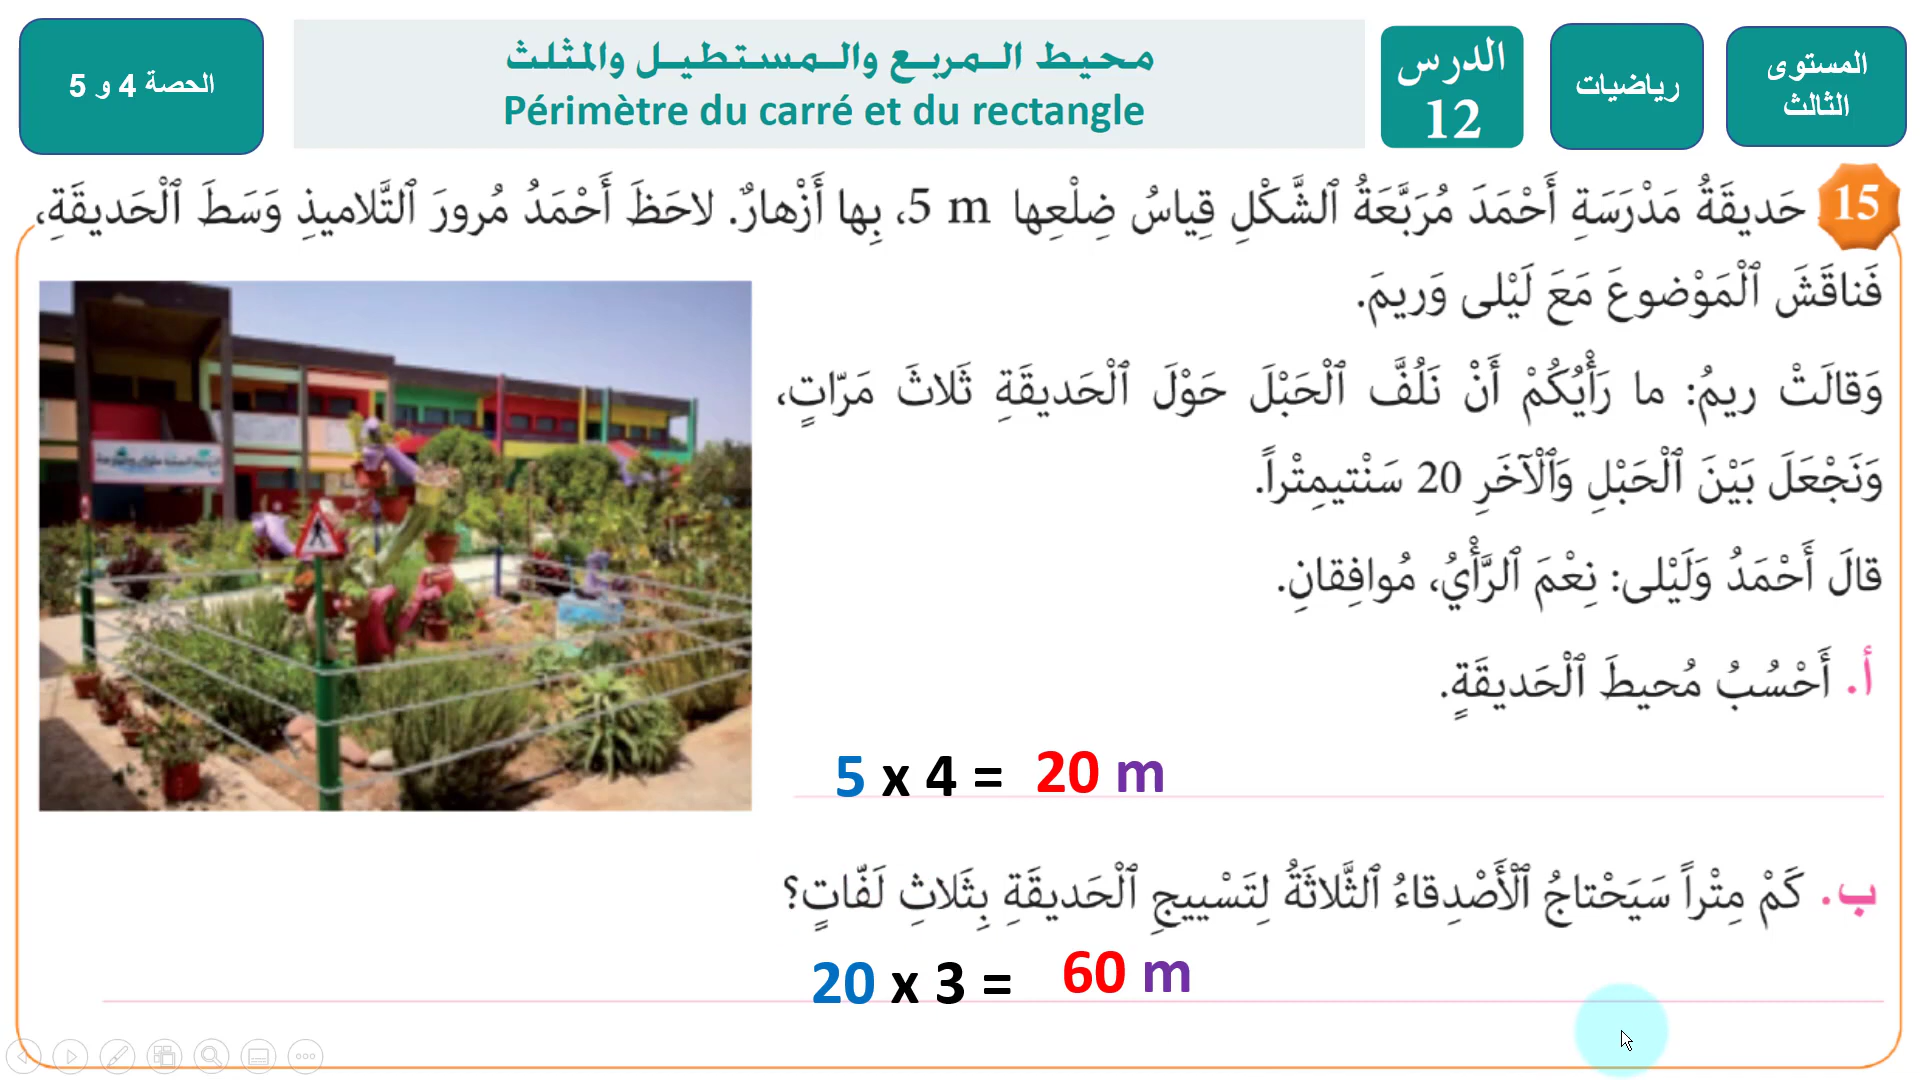 المستوى
الثالث
رياضيات
الدرس
12
محيط المربع والمستطيل والمثلث
Périmètre du carré et du rectangle
الحصة 4 و 5
15 حَديقَةُ مَدْرَسَةِ أَحْمَدَ مُرَبَّعَةُ ٱلشَّكْلِ قِياسُ ضِلْعِها 5 m، بِها أَزْهارٌ. لاحَظَ أَحْمَدُ مُرورَ ٱلتَّلاميذِ وَسَطَ ٱلْحَديقَةِ،
فَناقَشَ ٱلْمَوْضوعَ مَعَ لَيْلى وَريمَ.
وَقالَتْ ريمُ: ما رَأْيُكُمْ أَنْ نَلُفَّ ٱلْحَبْلَ حَوْلَ ٱلْحَديقَةِ ثَلاثَ مَرّاتٍ،
وَنَجْعَلَ بَيْنَ ٱلْحَبْلِ وَٱلْآخَرِ 20 سَنْتيمِتْراً.
قالَ أَحْمَدُ وَلَيْلى: نِعْمَ ٱلرَّأْيُ، مُوافِقانِ.
أ. أَحْسُبُ مُحيطَ ٱلْحَديقَةٍ.
5 x 4 = 20 m
ب. كَمْ مِتْراً سَيَحْتاجُ ٱلْأَصْدِقاءُ ٱلثَّلاثَةُ لِتَسْييجِ ٱلْحَديقَةِ بِثَلاثِ لَفّاتٍ؟
20 x 3 = 60 m